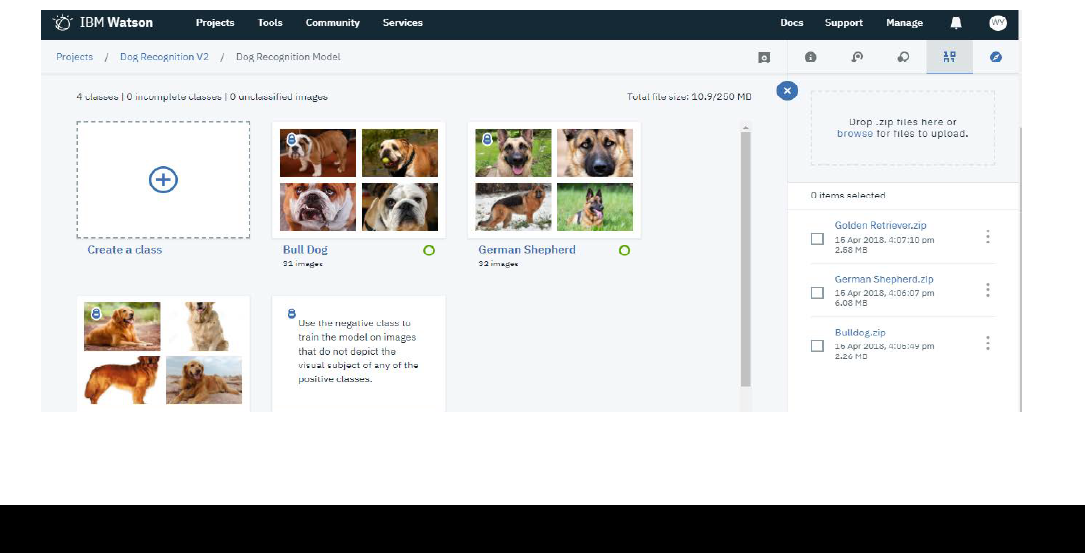 IBM Watson
Projects Tools Community Services
Docs Support Manage
WY
Projects / Dog Recognition V2 / Dog Recognition Model
4 classes | 0 incomplete classes | 0 unclassified images
Total file size: 10.9/250 MB
Create a class
Bull Dog
31 images
German Shepherd
32 images
Use the negative class to
train the model on images
that do not depict the
visual subject of any of the
positive classes.
Drop .zip files here or
browse for files to upload.
0 items selected
Golden Retriever.zip
15 Apr 2018, 4:07:10 pm
2.58 MB
German Shepherd.zip
15 Apr 2018, 4:06:07 pm
6.08 MB
Bulldog.zip
15 Apr 2018, 4:05:49 pm
2.26 MB